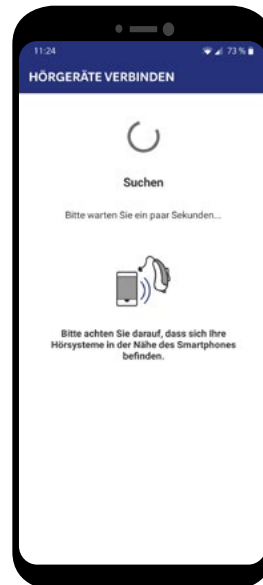 11:24 73 %
HÖRGERÄTE VERBINDEN
Suchen
Bitte warten Sie ein paar Sekunden...
Bitte achten Sie darauf, dass sich Ihre
Hörsysteme in der Nähe des Smartphones
befinden.